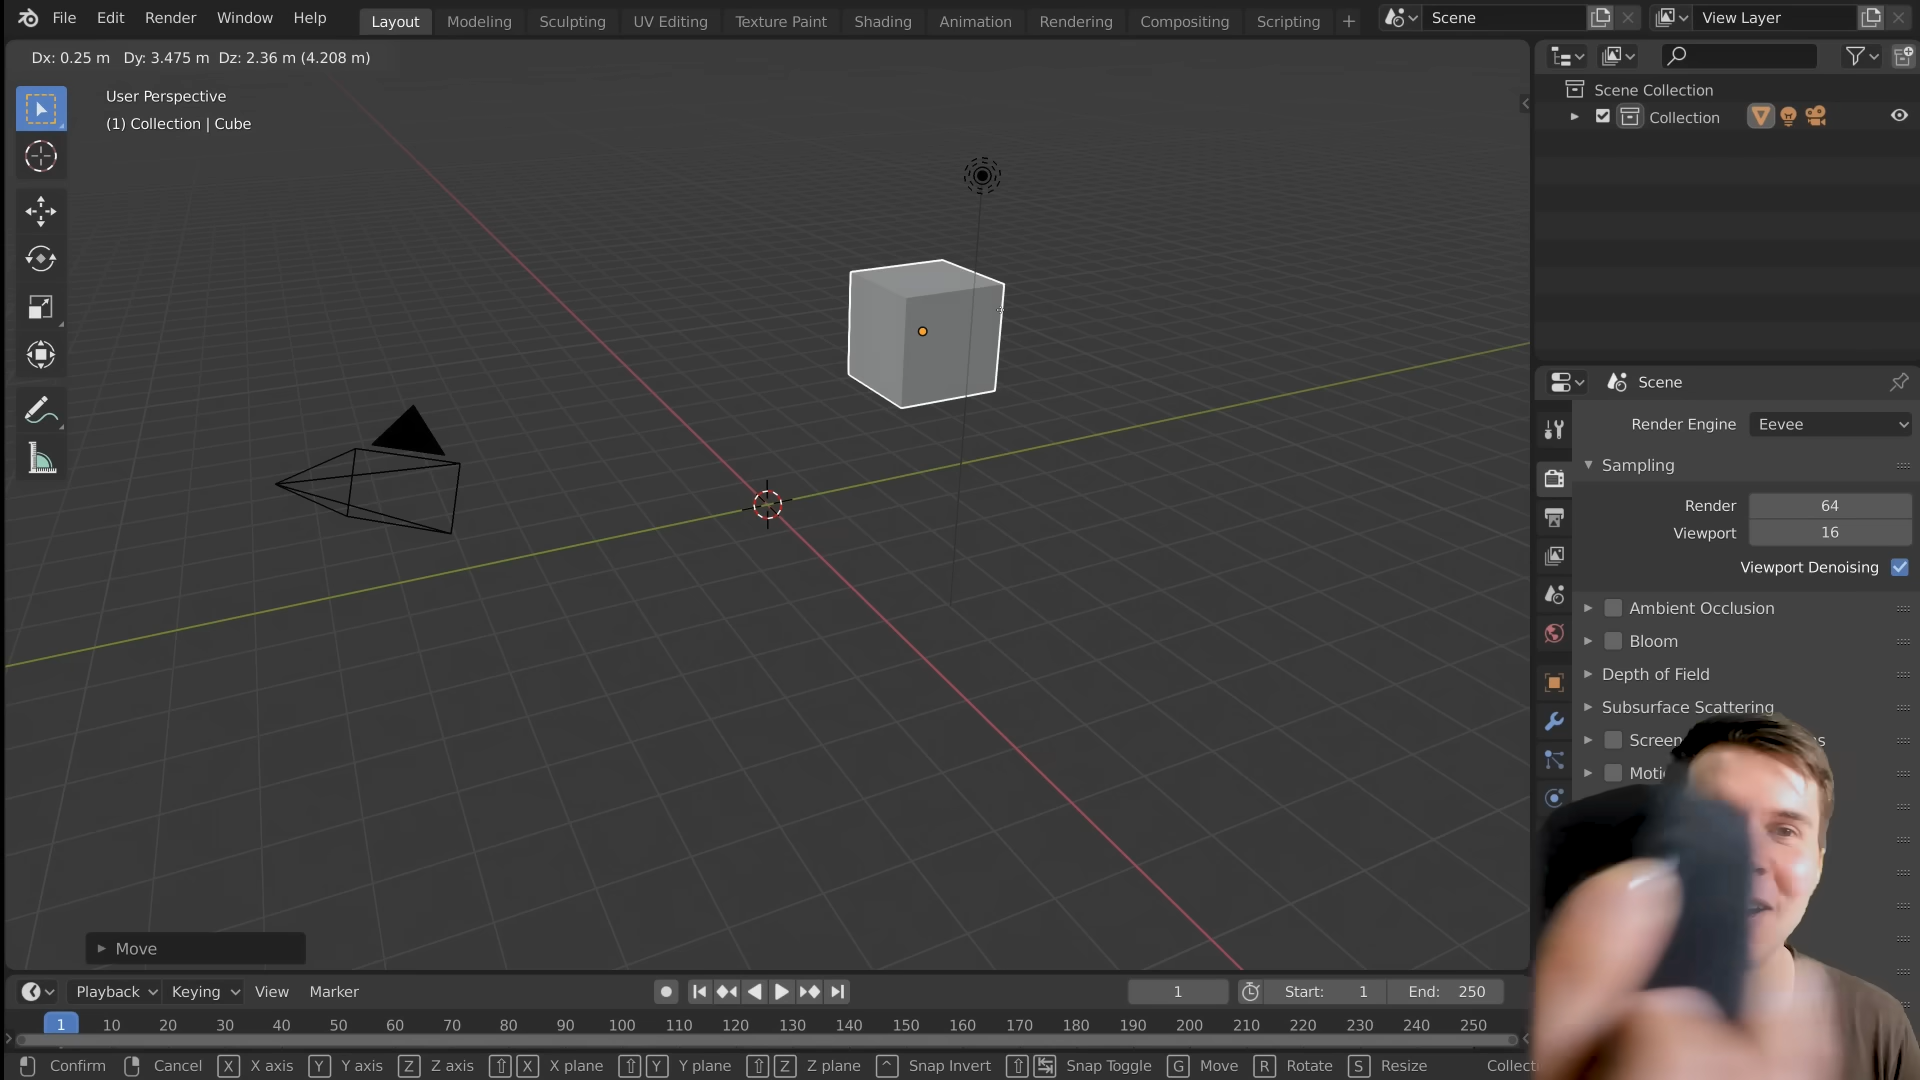 File Edit Render Window Help Layout Modeling Sculpting UV Editing Texture Paint Shading Animation Rendering Compositing Scripting + Scene View Layer
Dx: 0.25 m Dy: 3.475 m Dz: 2.36 m (4.208 m)
User Perspective
(1) Collection | Cube
Scene Collection
Collection
Scene
Render Engine Eevee
Sampling
Render 64
Viewport 16
Viewport Denoising
Ambient Occlusion
Bloom
Depth of Field
Subsurface Scattering
Screen
Move
Playback Keying View Marker 1 Start: 1 End: 250
1 10 20 30 40 50 60 70 80 90 100 110 120 130 140 150 160 170 180 190 200 210 220 230 240 250
Confirm Cancel X X axis Y Y axis Z Z axis X X plane Y Y plane Z Z plane ^ Snap Invert Snap Toggle G Move R Rotate S Resize